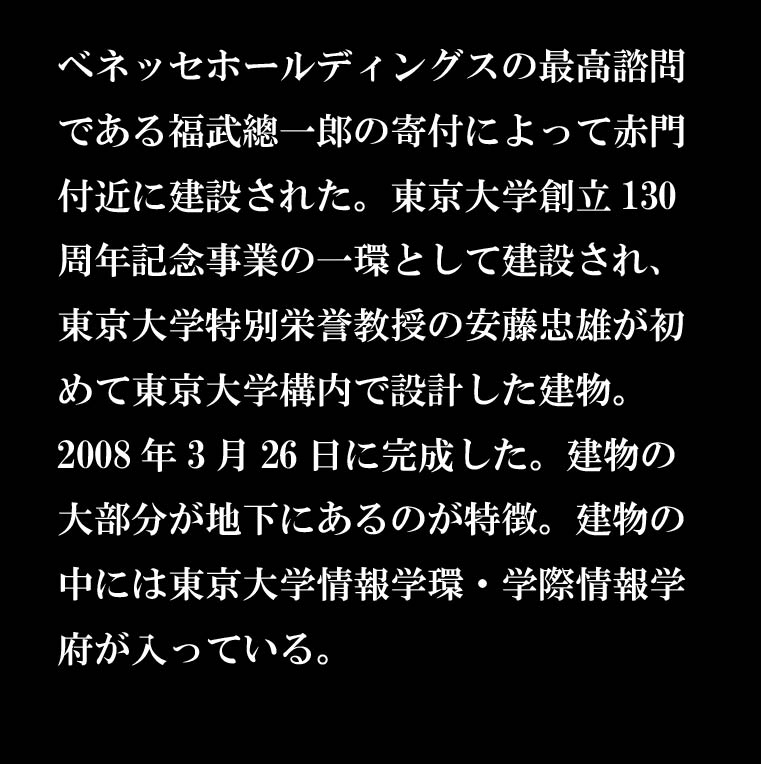 ベネッセホールディングスの最高諮問
である福武總一郎の寄付によって赤門
付近に建設された。東京大学創立 130
周年記念事業の一環として建設され、
東京大学特別栄誉教授の安藤忠雄が初
めて東京大学構内で設計した建物。
2008 年 3 月 26 日に完成した。建物の
大部分が地下にあるのが特徴。建物の
中には東京大学情報学環・学際情報学
府が入っている。